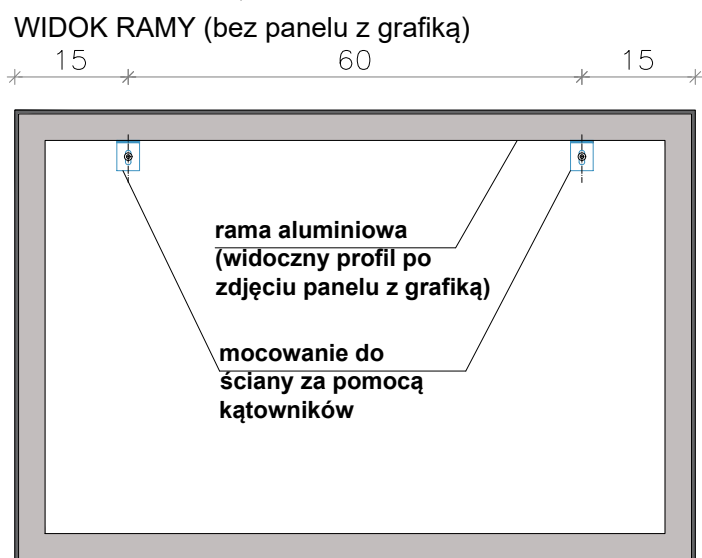 WIDOK RAMY (bez panelu z grafiką)
15 60 15
rama aluminiowa
(widoczny profil po
zdjęciu panelu z grafiką)
mocowanie do
ściany za pomocą
kątowników